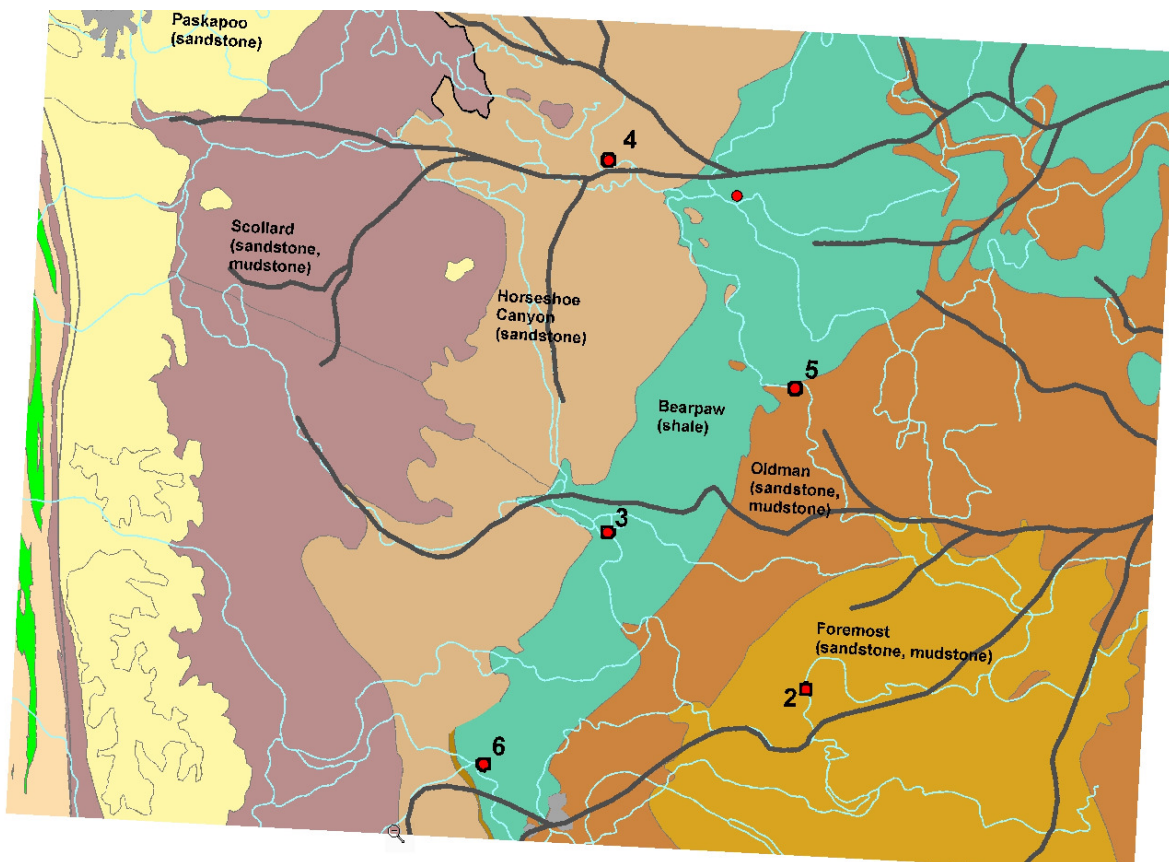 Paskapoo
(sandstone)
4
Scollard
(sandstone,
mudstone)
Horseshoe
Canyon
(sandstone)
5
Bearpaw
(shale)
Oldman
(sandstone,
mudstone)
3
Foremost
(sandstone, mudstone)
2
6